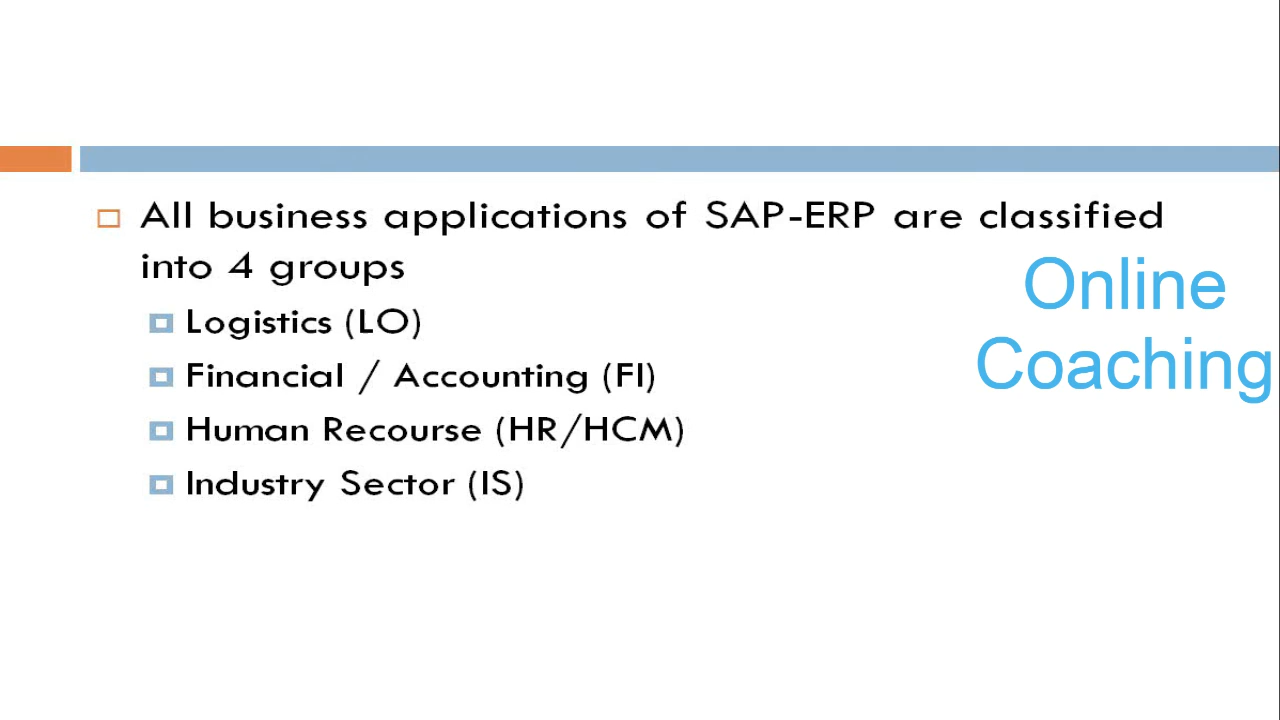 All business applications of SAP-ERP are classified
into 4 groups
Logistics (LO)
Financial / Accounting (FI)
Human Recourse (HR/HCM)
Industry Sector (IS)
Online
Coaching